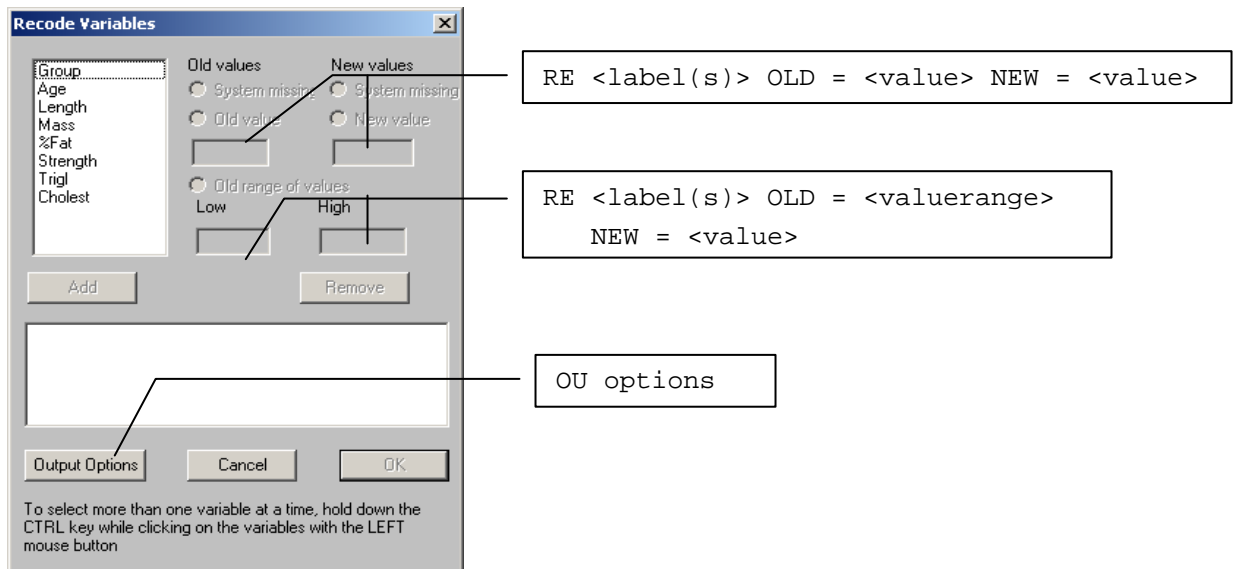 Recode Variables
Group
Age
Length
Mass
%Fat
Strength
Trigl
Cholest
Old values New values
System missing System missing
Old value New value
Old range of values
Low High
Add Remove
Output Options Cancel OK
To select more than one variable at a time, hold down the
CTRL key while clicking on the variables with the LEFT
mouse button
RE <label(s)> OLD = <value> NEW = <value>
RE <label(s)> OLD = <valuerange>
NEW = <value>
OU options